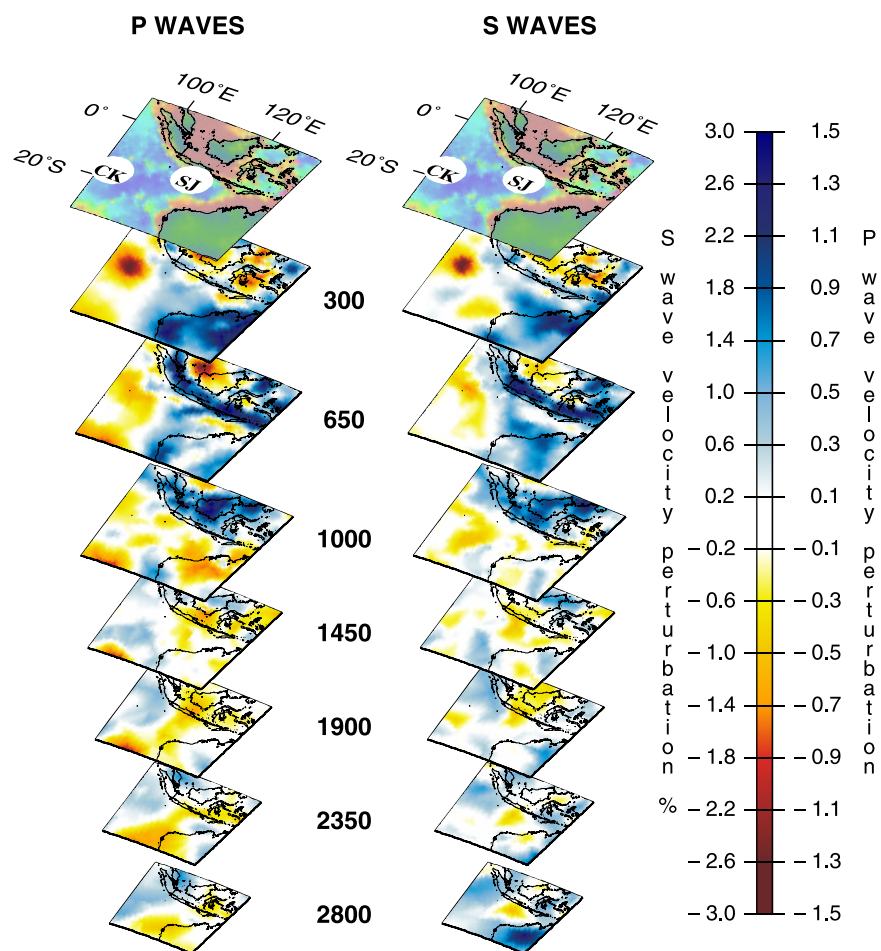 P WAVES
S WAVES
100°E
120°E
0°
20°S
CK
SJ
100°E
120°E
0°
20°S
CK
SJ
300
650
1000
1450
1900
2350
2800
S wave velocity perturbation %
3.0
2.6
2.2
1.8
1.4
1.0
0.6
0.2
−0.2
−0.6
−1.0
−1.4
−1.8
−2.2
−2.6
−3.0
1.5
1.3
1.1
0.9
0.7
0.5
0.3
0.1
−0.1
−0.3
−0.5
−0.7
−0.9
−1.1
−1.3
−1.5
P wave velocity perturbation